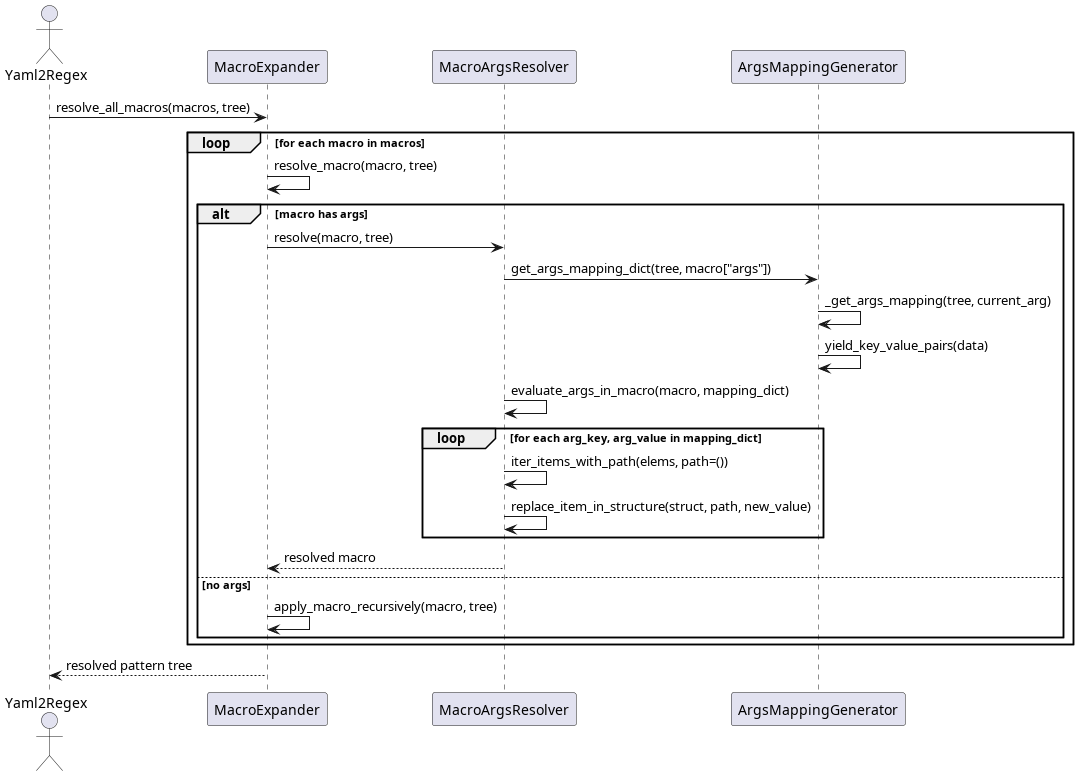 Yaml2Regex
MacroExpander
MacroArgsResolver
ArgsMappingGenerator
resolve_all_macros(macros, tree)
loop
[for each macro in macros]
resolve_macro(macro, tree)
alt
[macro has args]
resolve(macro, tree)
get_args_mapping_dict(tree, macro["args"])
_get_args_mapping(tree, current_arg)
yield_key_value_pairs(data)
evaluate_args_in_macro(macro, mapping_dict)
loop
[for each arg_key, arg_value in mapping_dict]
iter_items_with_path(elems, path=())
replace_item_in_structure(struct, path, new_value)
resolved macro
[no args]
apply_macro_recursively(macro, tree)
resolved pattern tree
Yaml2Regex
MacroExpander
MacroArgsResolver
ArgsMappingGenerator